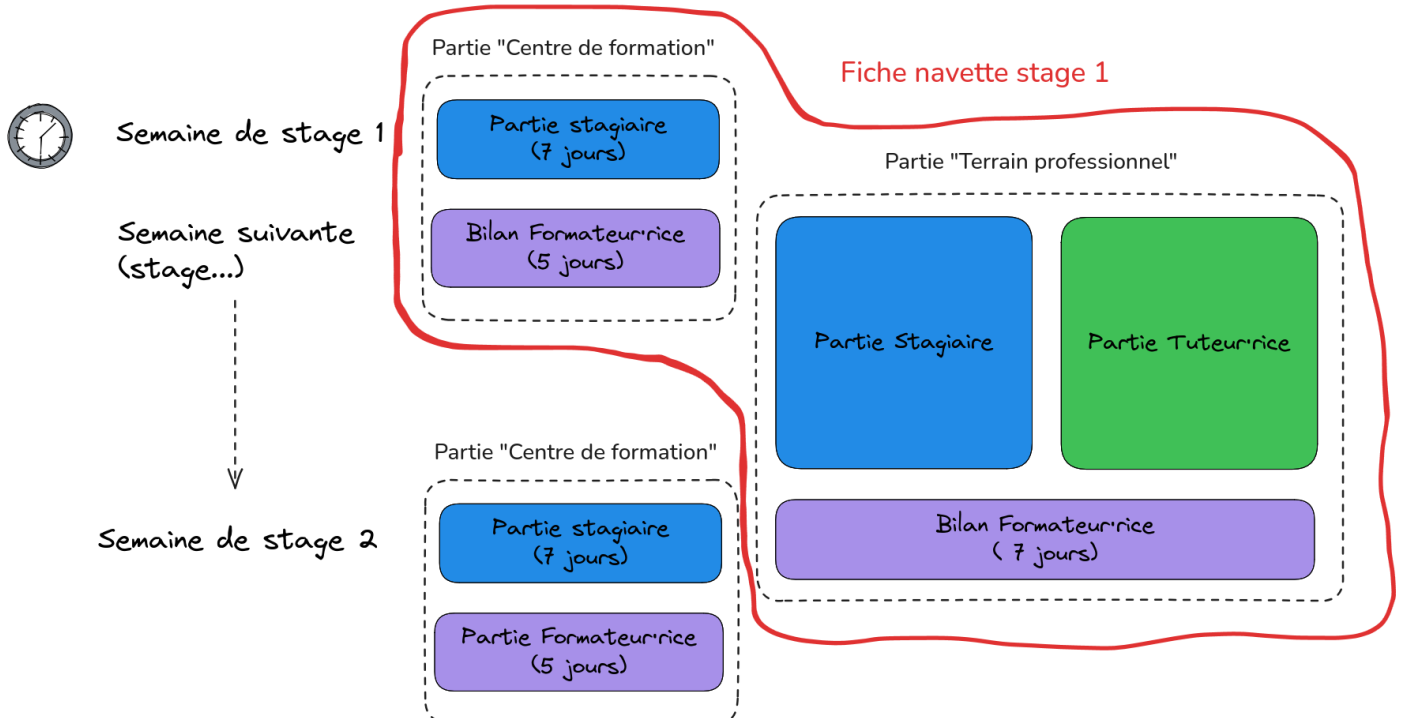 Partie "Centre de formation"
Fiche navette stage 1
Semaine de stage 1
Partie stagiaire
(7 jours)
Partie "Terrain professionnel"
Semaine suivante
(stage...)
Bilan Formateur·rice
(5 jours)
Partie Stagiaire
Partie Tuteur·rice
Partie "Centre de formation"
Semaine de stage 2
Partie stagiaire
(7 jours)
Bilan Formateur·rice
( 7 jours)
Partie Formateur·rice
(5 jours)